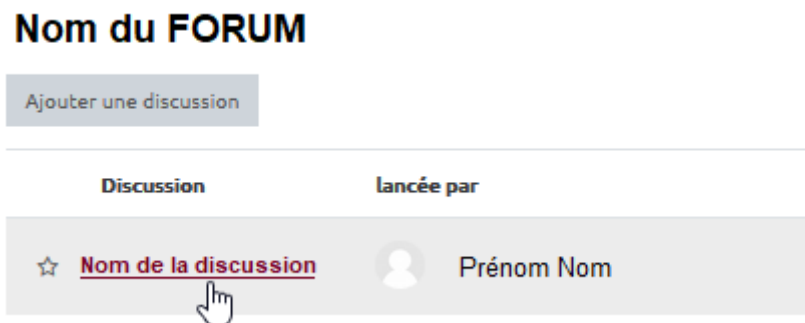 Nom du FORUM
Ajouter une discussion
Discussion lancée par
Nom de la discussion Prénom Nom